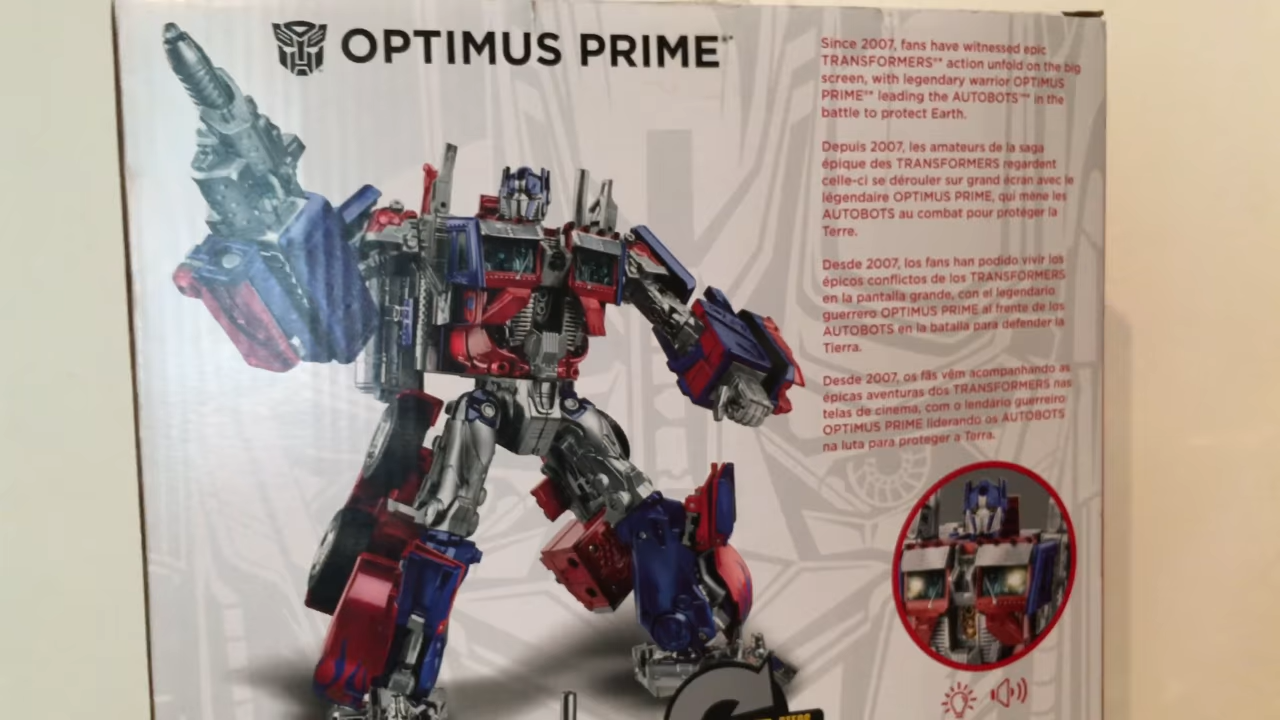 OPTIMUS PRIME™
Since 2007, fans have witnessed epic
TRANSFORMERS™ action unfold on the big
screen, with legendary warrior OPTIMUS
PRIME™ leading the AUTOBOTS™ in the
battle to protect Earth.
Depuis 2007, les amateurs de la saga
épique des TRANSFORMERS regardent
celle-ci se dérouler sur grand écran avec le
légendaire OPTIMUS PRIME, qui mène les
AUTOBOTS au combat pour protéger la
Terre.
Desde 2007, los fans han podido vivir los
épicos conflictos de los TRANSFORMERS
en la pantalla grande, con el legendario
guerrero OPTIMUS PRIME al frente de los
AUTOBOTS en la batalla para defender la
Tierra.
Desde 2007, os fãs vêm acompanhando as
épicas aventuras dos TRANSFORMERS nas
telas de cinema, com o lendário guerreiro
OPTIMUS PRIME liderando os AUTOBOTS
na luta para proteger a Terra.